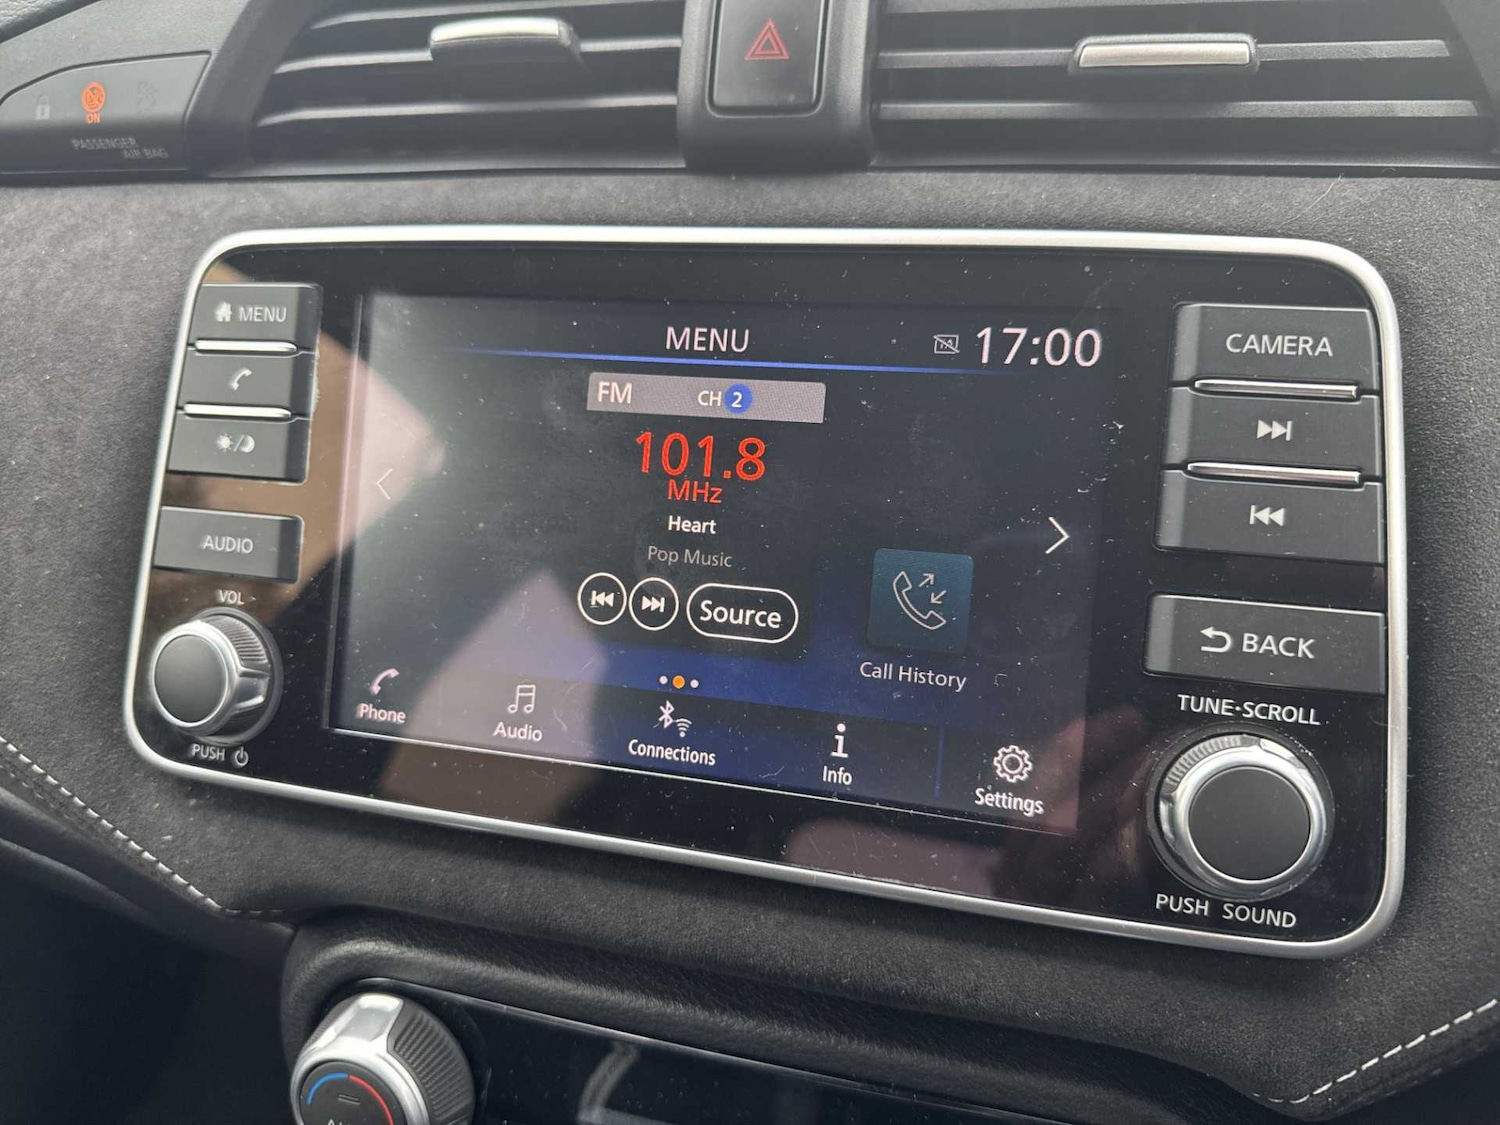 ON
PASSENGER
AIR BAG
MENU
AUDIO
VOL
PUSH
MENU
TA
17:00
FM CH 2
101.8
MHz
Heart
Pop Music
Source
Call History
Phone
Audio
Connections
i
Info
Settings
CAMERA
BACK
TUNE·SCROLL
PUSH SOUND